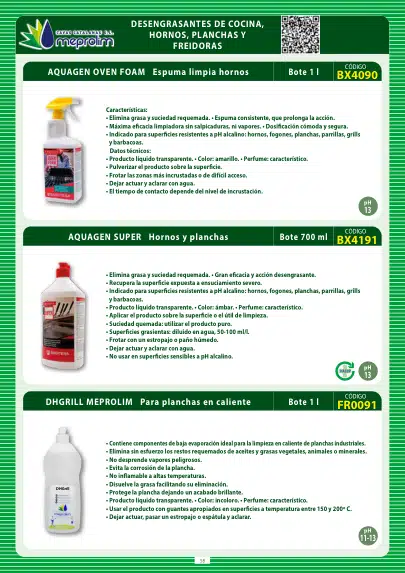 CAYPE CATALANAS S.L.
meprolim
DESENGRASANTES DE COCINA,
HORNOS, PLANCHAS Y
FREIDORAS
AQUAGEN OVEN FOAM Espuma limpia hornos
Bote 1 l
CÓDIGO
BX4090
Características:
• Elimina grasa y suciedad requemada. • Espuma consistente, que prolonga la acción.
• Máxima eficacia limpiadora sin salpicaduras, ni vapores. • Dosificación cómoda y segura.
• Indicado para superficies resistentes a pH alcalino: hornos, fogones, planchas, parrillas, grills
y barbacoas.
Datos técnicos:
• Producto líquido transparente. • Color: amarillo. • Perfume: característico.
• Pulverizar el producto sobre la superficie.
• Frotar las zonas más incrustadas o de difícil acceso.
• Dejar actuar y aclarar con agua.
• El tiempo de contacto depende del nivel de incrustación.
pH
13
AQUAGEN SUPER Hornos y planchas
Bote 700 ml
CÓDIGO
BX4191
• Elimina grasa y suciedad requemada. • Gran eficacia y acción desengrasante.
• Recupera la superficie expuesta a ensuciamiento severo.
• Indicado para superficies resistentes a pH alcalino: hornos, fogones, planchas, parrillas, grills
y barbacoas.
• Producto líquido transparente. • Color: ámbar. • Perfume: característico.
• Aplicar el producto sobre la superficie o el útil de limpieza.
• Suciedad quemada: utilizar el producto puro.
• Superficies grasientas: diluido en agua, 50-100 ml/l.
• Frotar con un estropajo o paño húmedo.
• Dejar actuar y aclarar con agua.
• No usar en superficies sensibles a pH alcalino.
pH
13
DHGRILL MEPROLIM Para planchas en caliente
Bote 1 l
CÓDIGO
FR0091
• Contiene componentes de baja evaporación ideal para la limpieza en caliente de planchas industriales.
• Elimina sin esfuerzo los restos requemados de aceites y grasas vegetales, animales o minerales.
• No desprende vapores peligrosos.
• Evita la corrosión de la plancha.
• No inflamable a altas temperaturas.
• Disuelve la grasa facilitando su eliminación.
• Protege la plancha dejando un acabado brillante.
• Producto líquido transparente. • Color: incoloro. • Perfume: característico.
• Usar el producto con guantes apropiados en superficies a temperatura entre 150 y 200º C.
• Dejar actuar, pasar un estropajo o espátula y aclarar.
pH
11-13